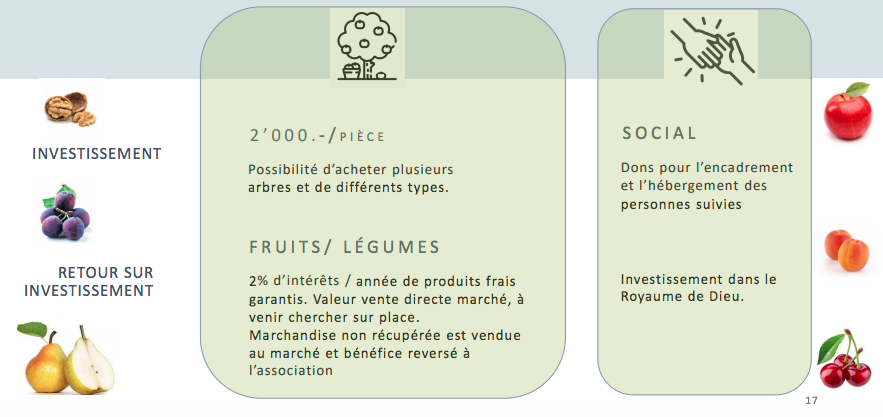 2'000.-/PIÈCE
SOCIAL
INVESTISSEMENT
Possibilité d'acheter plusieurs
arbres et de différents types.
Dons pour l'encadrement
et l'hébergement des
personnes suivies
FRUITS/ LÉGUMES
RETOUR SUR
INVESTISSEMENT
2% d'intérêts / année de produits frais
garantis. Valeur vente directe marché, à
venir chercher sur place.
Marchandise non récupérée est vendue
au marché et bénéfice reversé à
l'association
Investissement dans le
Royaume de Dieu.
17